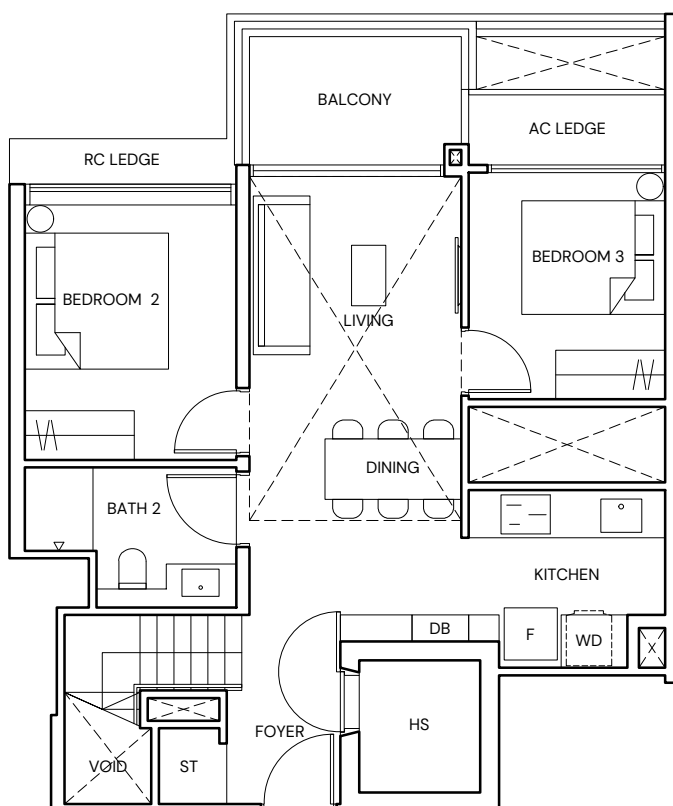 BALCONY
AC LEDGE
RC LEDGE
BEDROOM 3
BEDROOM 2
LIVING
DINING
BATH 2
KITCHEN
DB
F
WD
X
HS
FOYER
VOID
ST